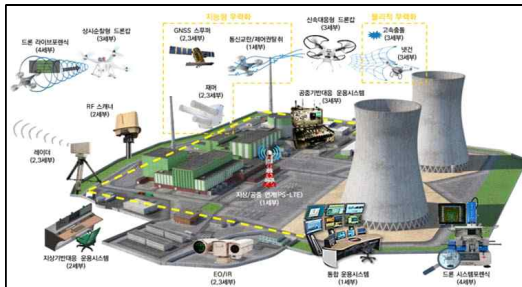 지능형 무력화
물리적 무력화
드론 라이브포렌식
(4세부)
상시순찰형 드론캅
(3세부)
GNSS 스푸퍼
(2,3세부)
통신교란/제어권탈취
(1세부)
신속대응형 드론캅
(3세부)
고속충돌
(3세부)
넷건
(3세부)
재머
(2,3세부)
공중기반대응 운용시스템
(3세부)
RF 스캐너
(2세부)
레이더
(2,3세부)
지상/공중 연계(PS-LTE)
(1세부)
지상기반대응 운용시스템
(2세부)
EO/IR
(2,3세부)
통합 운용시스템
(1세부)
드론 시스템포렌식
(4세부)